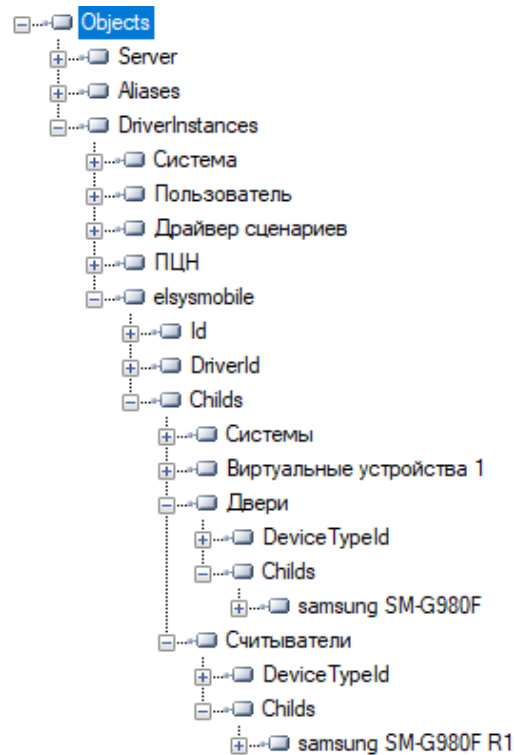 Objects
Server
Aliases
DriverInstances
Система
Пользователь
Драйвер сценариев
ПЦН
elsysmobile
Id
DriverId
Childs
Системы
Виртуальные устройства 1
Двери
DeviceTypeId
Childs
samsung SM-G980F
Считыватели
DeviceTypeId
Childs
samsung SM-G980F R1